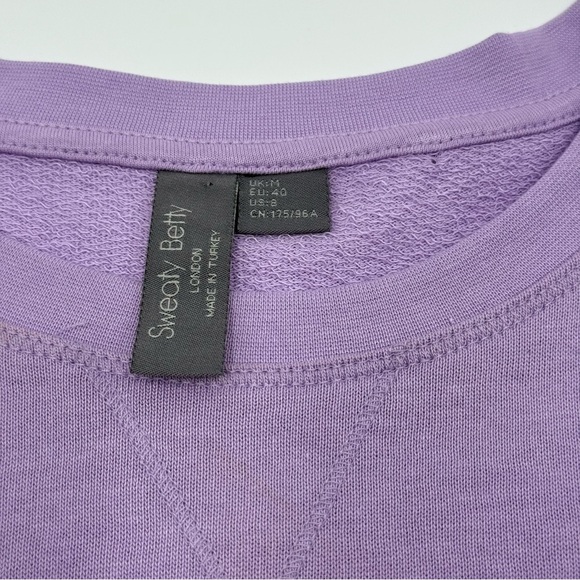 Sweaty Betty
LONDON
MADE IN TURKEY
UK:M
EU:40
US:8
CN:175/96A